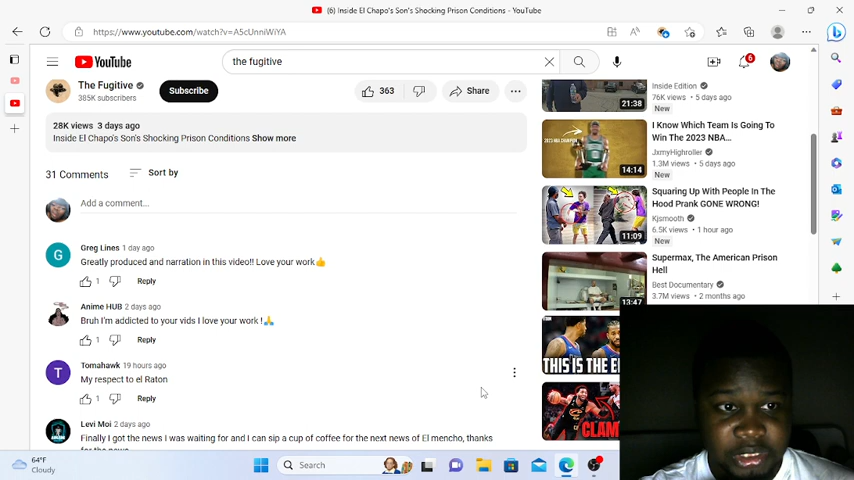 (6) Inside El Chapo's Son's Shocking Prison Conditions - YouTube
https://www.youtube.com/watch?v=A5cUnniWiYA
YouTube
the fugitive
6
The Fugitive
385K subscribers
Subscribe
363
Share
28K views 3 days ago
Inside El Chapo's Son's Shocking Prison Conditions Show more
31 Comments
Sort by
Add a comment...
Greg Lines 1 day ago
Greatly produced and narration in this video!! Love your work👍
1 Reply
Anime HUB 2 days ago
Bruh I'm addicted to your vids I love your work !🙏
1 Reply
Tomahawk 19 hours ago
My respect to el Raton
1 Reply
Levi Moi 2 days ago
Finally I got the news I was waiting for and I can sip a cup of coffee for the next news of El mencho, thanks
for the news
21:38
Inside Edition
76K views • 5 days ago
New
14:14
I Know Which Team Is Going To
Win The 2023 NBA...
JxmyHighroller
1.3M views • 5 days ago
New
11:09
Squaring Up With People In The
Hood Prank GONE WRONG!
Kjsmooth
6.5K views • 1 hour ago
New
13:47
Supermax, The American Prison
Hell
Best Documentary
3.7M views • 2 months ago
THIS IS THE E
CLAM
64°F
Cloudy
Search